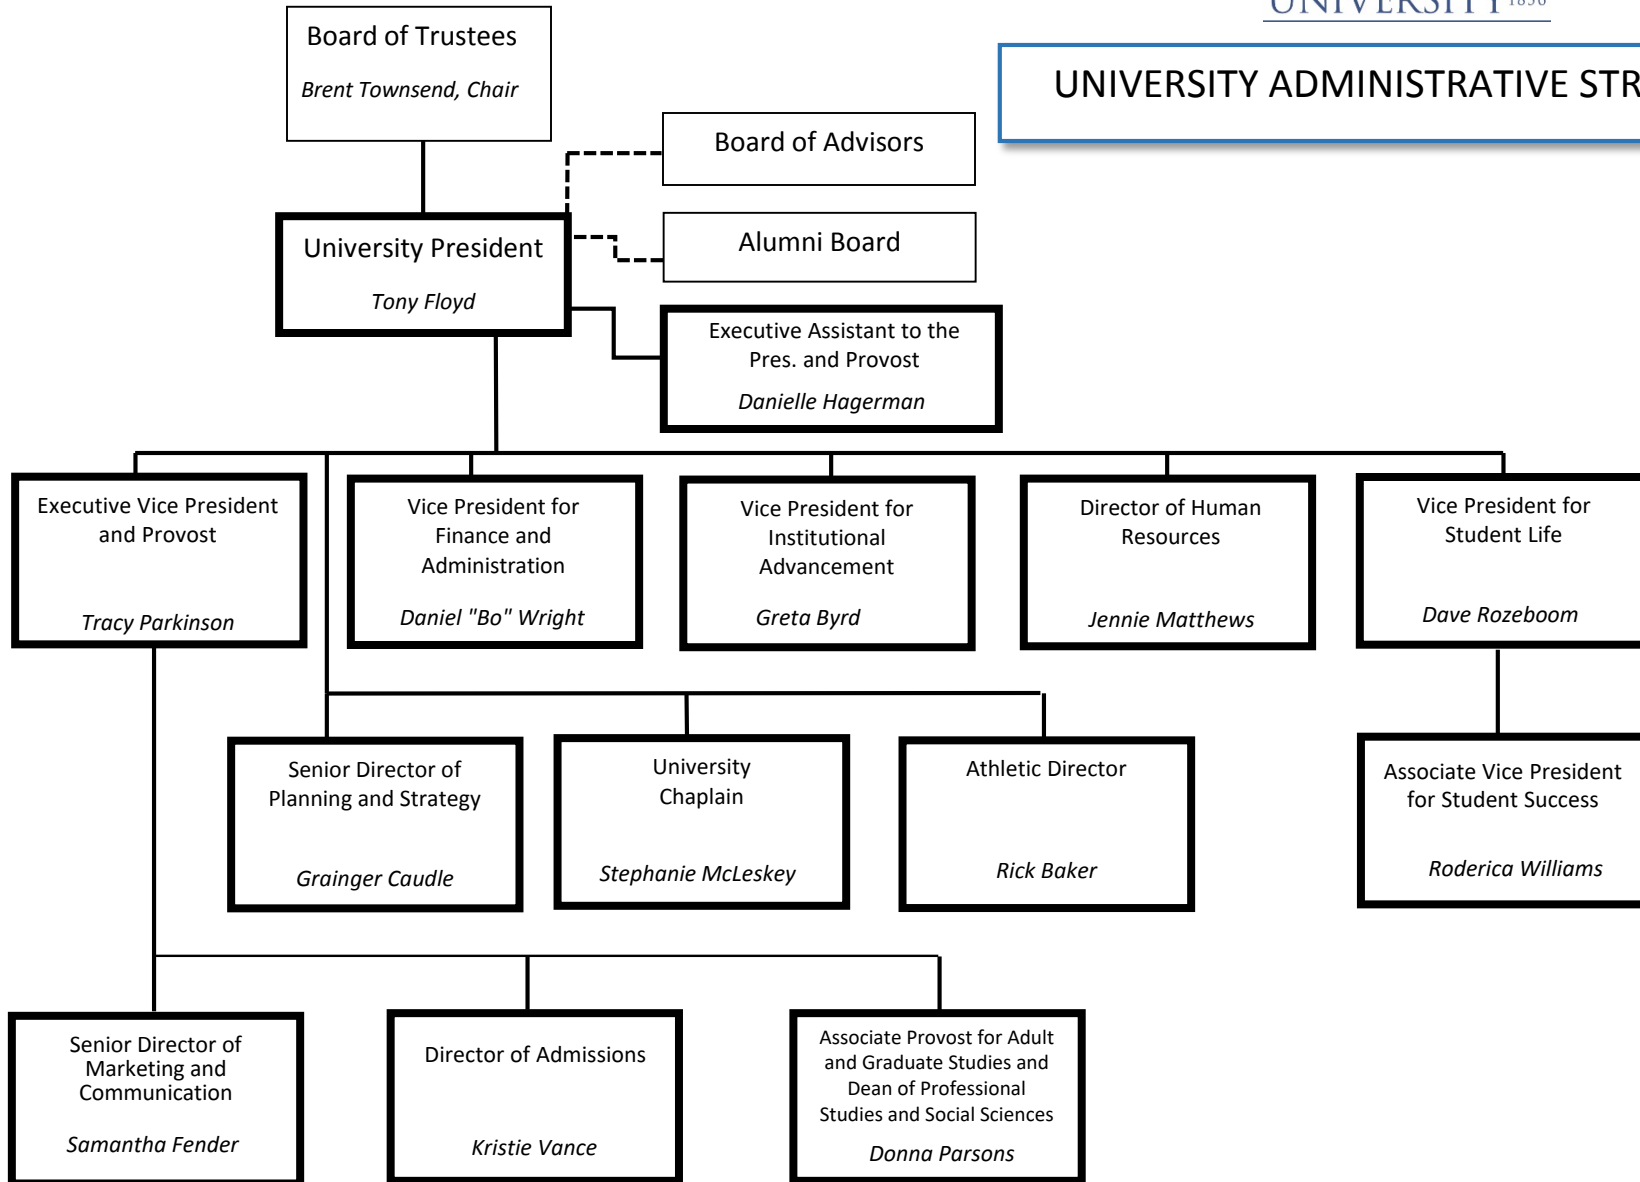 UNIVERSITY 1856
UNIVERSITY ADMINISTRATIVE STR
Board of Trustees
Brent Townsend, Chair
Board of Advisors
University President
Tony Floyd
Alumni Board
Executive Assistant to the
Pres. and Provost
Danielle Hagerman
Executive Vice President
and Provost
Tracy Parkinson
Vice President for
Finance and
Administration
Daniel "Bo" Wright
Vice President for
Institutional
Advancement
Greta Byrd
Director of Human
Resources
Jennie Matthews
Vice President for
Student Life
Dave Rozeboom
Senior Director of
Planning and Strategy
Grainger Caudle
University
Chaplain
Stephanie McLeskey
Athletic Director
Rick Baker
Associate Vice President
for Student Success
Roderica Williams
Senior Director of
Marketing and
Communication
Samantha Fender
Director of Admissions
Kristie Vance
Associate Provost for Adult
and Graduate Studies and
Dean of Professional
Studies and Social Sciences
Donna Parsons